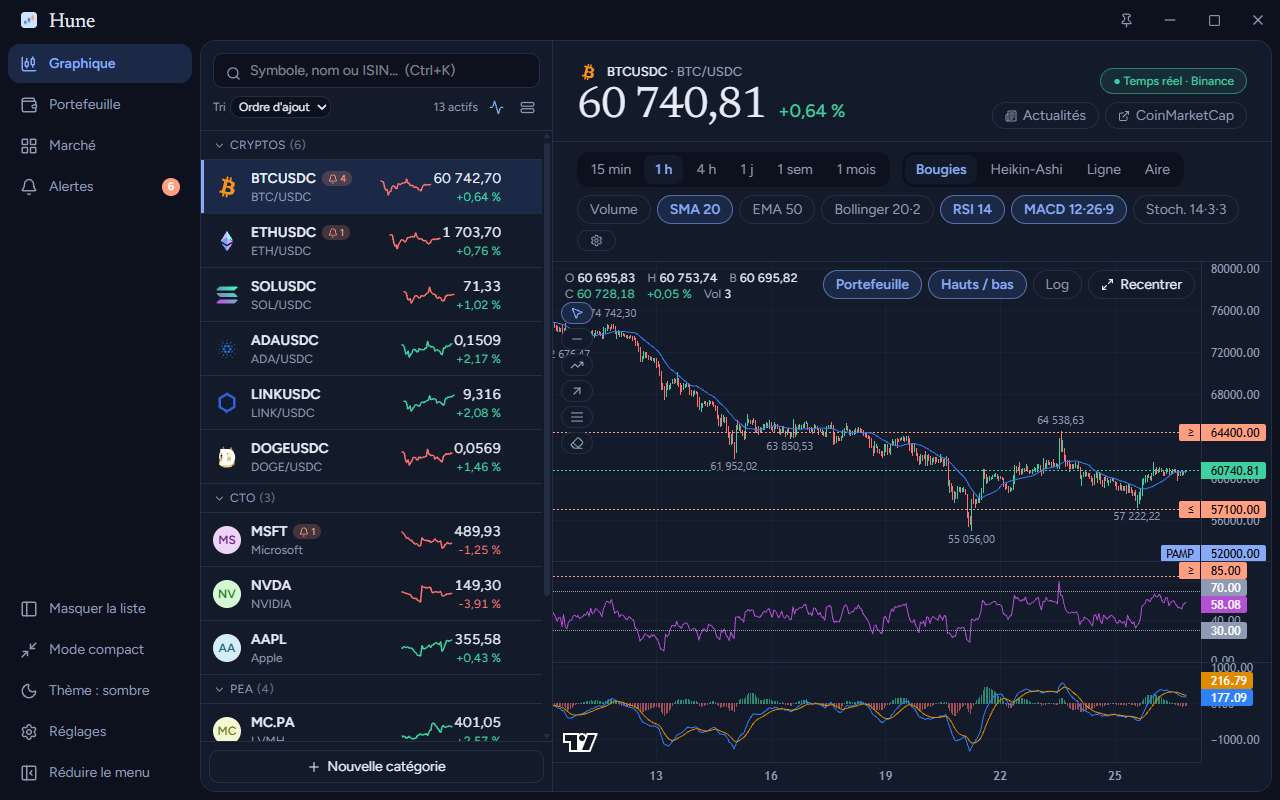 Hune
Graphique
Portefeuille
Marché
Alertes
6
Masquer la liste
Mode compact
Thème : sombre
Réglages
Réduire le menu
Symbole, nom ou ISIN... (Ctrl+K)
Tri
Ordre d'ajout
13 actifs
CRYPTOS (6)
BTCUSDC 4 60 742,70
BTC/USDC +0,64 %
ETHUSDC 1 1 703,70
ETH/USDC +0,76 %
SOLUSDC 71,33
SOL/USDC +1,02 %
ADAUSDC 0,1509
ADA/USDC +2,17 %
LINKUSDC 9,316
LINK/USDC +2,08 %
DOGEUSDC 0,0569
DOGE/USDC +1,46 %
CTO (3)
MS MSFT 1 489,93
Microsoft -1,25 %
NV NVDA 149,30
NVIDIA -3,91 %
AA AAPL 355,58
Apple +0,43 %
PEA (4)
MC MC.PA 401,05
LVMH +2,57 %
+ Nouvelle catégorie
BTCUSDC · BTC/USDC
60 740,81 +0,64 %
● Temps réel · Binance
Actualités
CoinMarketCap
15 min 1 h 4 h 1 j 1 sem 1 mois
Bougies Heikin-Ashi Ligne Aire
Volume SMA 20 EMA 50 Bollinger 20·2 RSI 14 MACD 12·26·9 Stoch. 14·3·3
O 60 695,83 H 60 753,74 B 60 695,82
C 60 728,18 +0,05 % Vol 3
Portefeuille Hauts / bas Log Recentrer
74 742,30
64 538,63
63 850,53
61 952,02
57 222,22
55 056,00
80000.00
76000.00
72000.00
68000.00
≥ 64400.00
60740.81
60000.00
≤ 57100.00
56000.00
PAMP 52000.00
≥ 85.00
70.00
58.08
40.00
30.00
0.00
1000.00
216.79
177.09
−1000.00
13 16 19 22 25